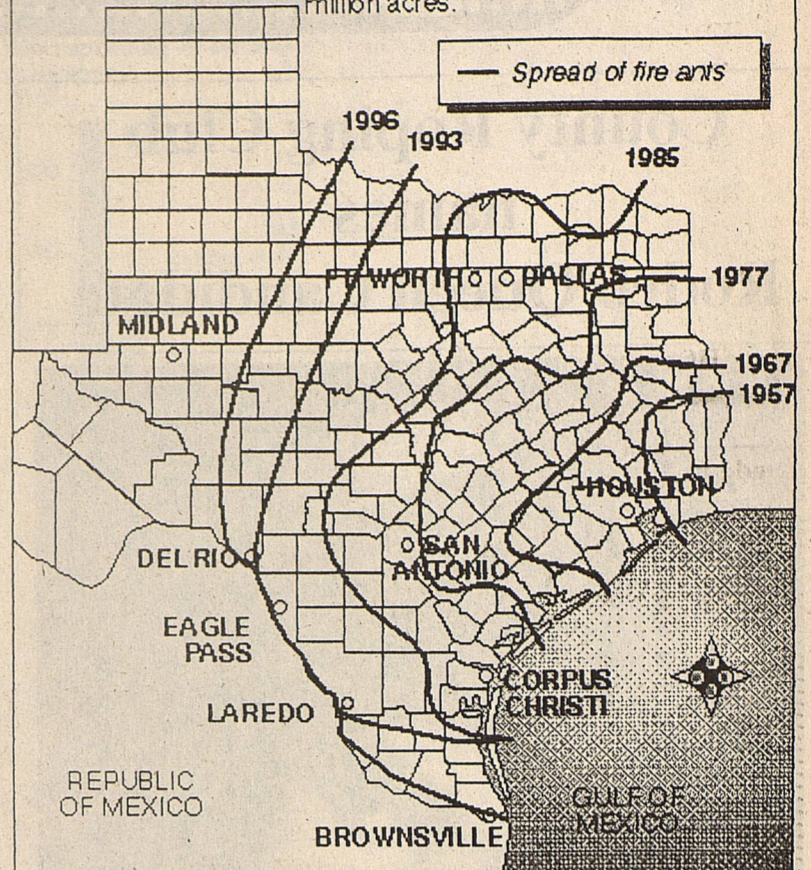 million acres.
Spread of fire ants
1996
1993
1985
FT. WORTH
DALLAS
1977
MIDLAND
1967
1957
HOUSTON
SAN
ANTONIO
DEL RIO
EAGLE
PASS
CORPUS
CHRISTI
LAREDO
REPUBLIC
OF MEXICO
GULF OF
MEXICO
BROWNSVILLE